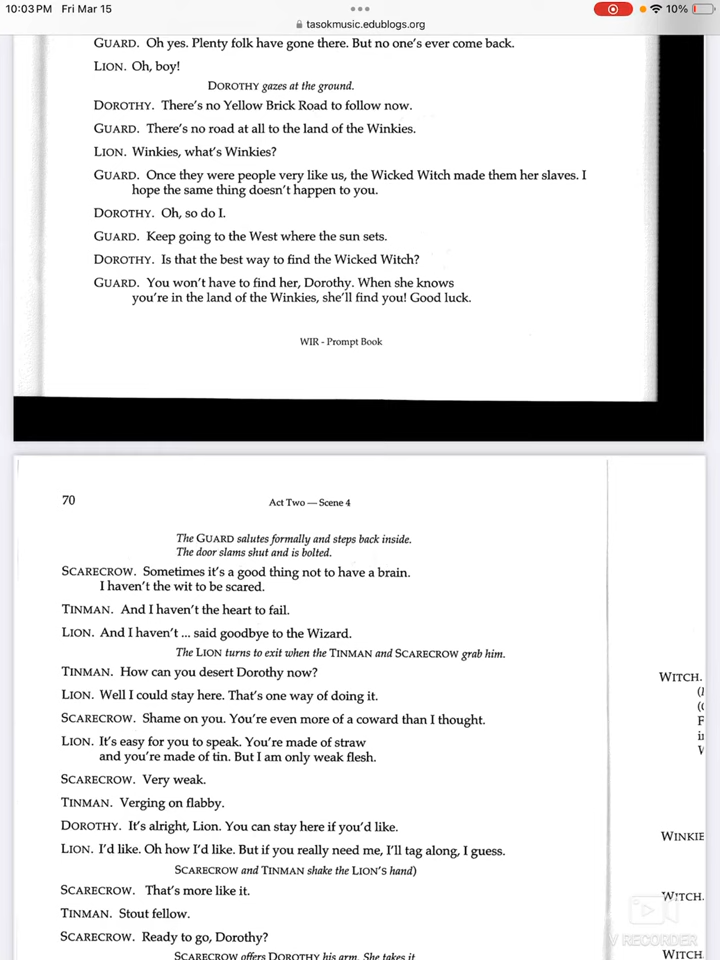 10:03 PM Fri Mar 15
10%
tasokmusic.edublogs.org
GUARD. Oh yes. Plenty folk have gone there. But no one's ever come back.
LION. Oh, boy!
DOROTHY gazes at the ground.
DOROTHY. There's no Yellow Brick Road to follow now.
GUARD. There's no road at all to the land of the Winkies.
LION. Winkies, what's Winkies?
GUARD. Once they were people very like us, the Wicked Witch made them her slaves. I
hope the same thing doesn't happen to you.
DOROTHY. Oh, so do I.
GUARD. Keep going to the West where the sun sets.
DOROTHY. Is that the best way to find the Wicked Witch?
GUARD. You won't have to find her, Dorothy. When she knows
you're in the land of the Winkies, she'll find you! Good luck.
WIR - Prompt Book
70
Act Two — Scene 4
The GUARD salutes formally and steps back inside.
The door slams shut and is bolted.
SCARECROW. Sometimes it's a good thing not to have a brain.
I haven't the wit to be scared.
TINMAN. And I haven't the heart to fail.
LION. And I haven't ... said goodbye to the Wizard.
The LION turns to exit when the TINMAN and SCARECROW grab him.
TINMAN. How can you desert Dorothy now?
LION. Well I could stay here. That's one way of doing it.
SCARECROW. Shame on you. You're even more of a coward than I thought.
LION. It's easy for you to speak. You're made of straw
and you're made of tin. But I am only weak flesh.
SCARECROW. Very weak.
TINMAN. Verging on flabby.
DOROTHY. It's alright, Lion. You can stay here if you'd like.
LION. I'd like. Oh how I'd like. But if you really need me, I'll tag along, I guess.
SCARECROW and TINMAN shake the LION'S hand)
SCARECROW. That's more like it.
TINMAN. Stout fellow.
SCARECROW. Ready to go, Dorothy?
SCARECROW offers DOROTHY his arm. She takes it
WITCH.
WINKIE
WITCH.
WITCH
V RECORDER